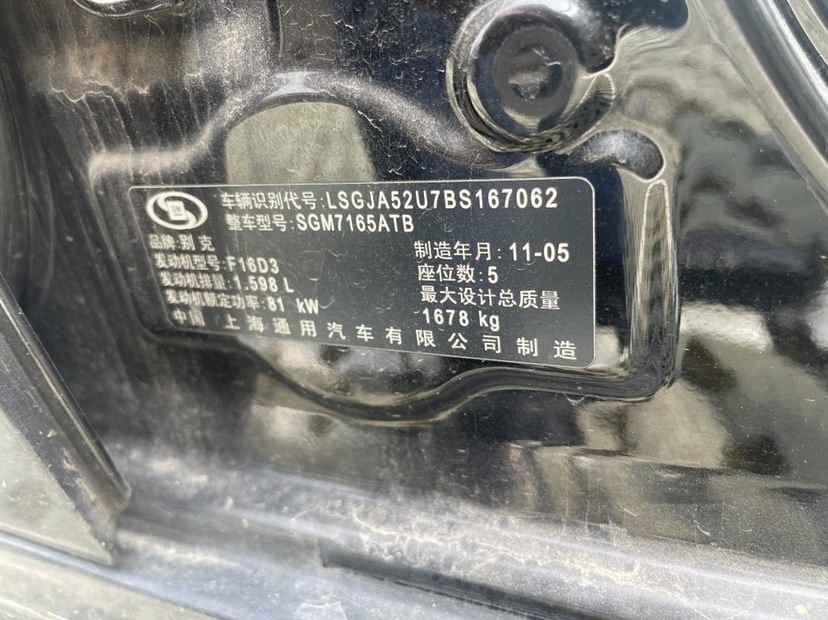 车辆识别代号:LSGJA52U7BS167062
整车型号:SGM7165ATB
品牌:别克
制造年月:11-05
发动机型号:F16D3
座位数:5
发动机排量:1.598 L
最大设计总质量
发动机额定功率:81 kW
1678 kg
中国 上海通用汽车有限公司制造
GM